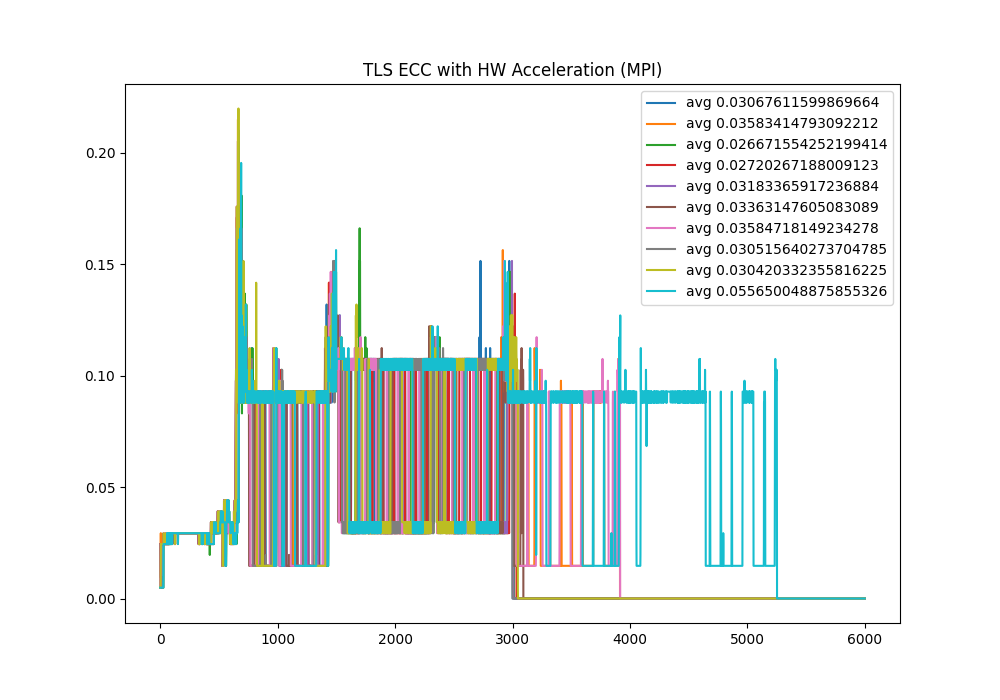 TLS ECC with HW Acceleration (MPI)
avg 0.03067611599869664
avg 0.03583414793092212
avg 0.026671554252199414
avg 0.02720267188009123
avg 0.03183365917236884
avg 0.03363147605083089
avg 0.03584718149234278
avg 0.030515640273704785
avg 0.030420332355816225
avg 0.055650048875855326
0.20
0.15
0.10
0.05
0.00
0 1000 2000 3000 4000 5000 6000